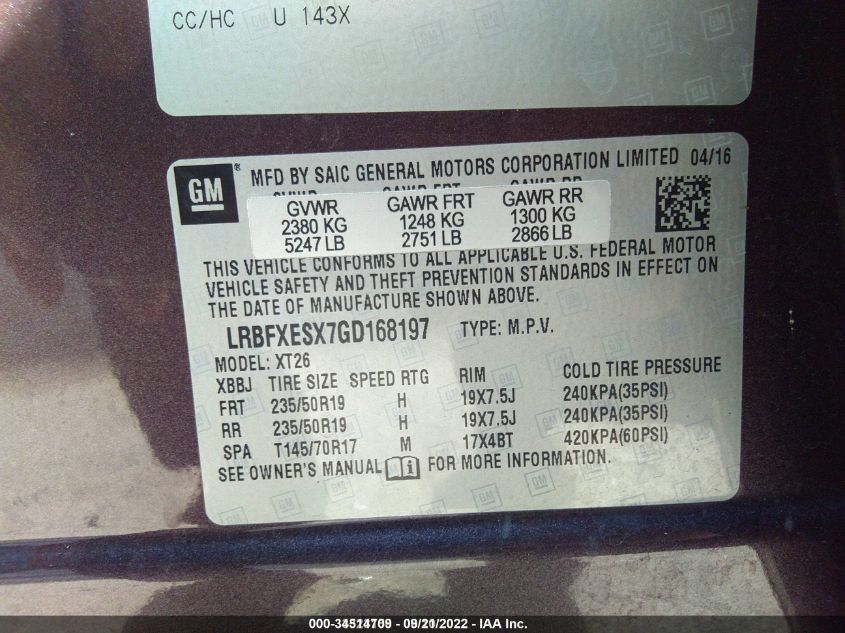 CC/HC U 143X
GM ® MFD BY SAIC GENERAL MOTORS CORPORATION LIMITED 04/16
GVWR GAWR FRT GAWR RR
2380 KG 1248 KG 1300 KG
5247 LB 2751 LB 2866 LB
THIS VEHICLE CONFORMS TO ALL APPLICABLE U.S. FEDERAL MOTOR
VEHICLE SAFETY AND THEFT PREVENTION STANDARDS IN EFFECT ON
THE DATE OF MANUFACTURE SHOWN ABOVE.
LRBFXESX7GD168197 TYPE: M.P.V.
MODEL: XT26
XBBJ TIRE SIZE SPEED RTG RIM COLD TIRE PRESSURE
FRT 235/50R19 H 19X7.5J 240KPA(35PSI)
RR 235/50R19 H 19X7.5J 240KPA(35PSI)
SPA T145/70R17 M 17X4BT 420KPA(60PSI)
SEE OWNER'S MANUAL FOR MORE INFORMATION.